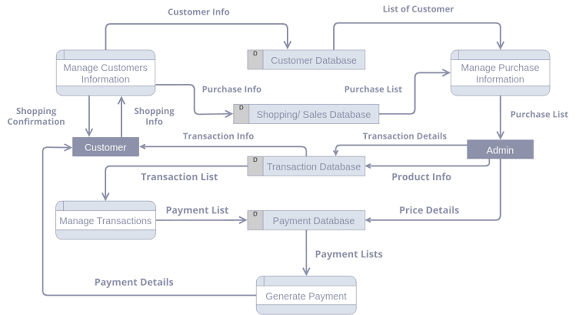 Customer Info
List of Customer
D
Customer Database
Manage Customers
Information
Manage Purchase
Information
Purchase Info
Purchase List
D
Shopping/ Sales Database
Shopping
Confirmation
Shopping
Info
Purchase List
Transaction Info
Transaction Details
Customer
Admin
D
Transaction Database
Transaction List
Product Info
Manage Transactions
Payment List
D
Payment Database
Price Details
Payment Lists
Payment Details
Generate Payment